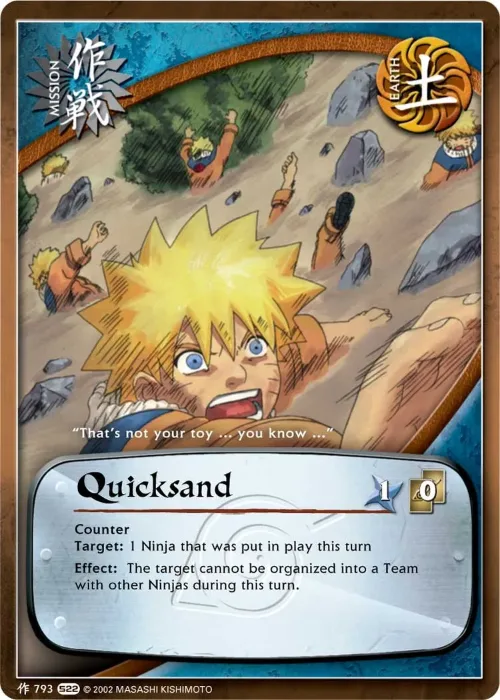 MISSION
作戦
EARTH
土
"That's not your toy ... you know ..."
Quicksand
1
0
Counter
Target: 1 Ninja that was put in play this turn
Effect: The target cannot be organized into a Team
with other Ninjas during this turn.
作 793 S22 © 2002 MASASHI KISHIMOTO